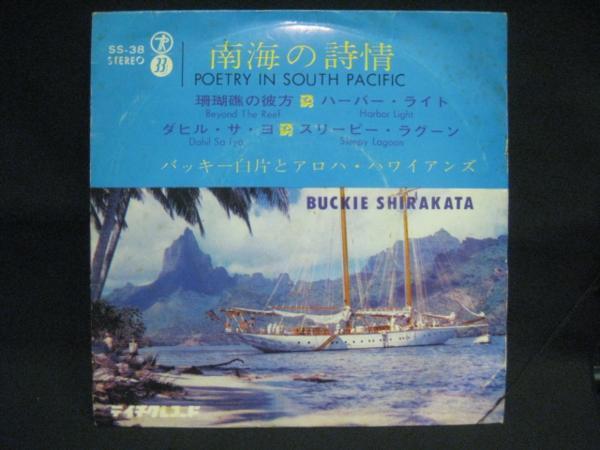 SS-38
STEREO
33
南海の詩情
POETRY IN SOUTH PACIFIC
珊瑚礁の彼方 ハーバー・ライト
Beyond The Reef Harbor Light
ダヒル・サ・ヨ スリーピー・ラグーン
Dahil Sa Iyo Sleepy Lagoon
バッキー白片とアロハ・ハワイアンズ
BUCKIE SHIRAKATA
テイチクレコード